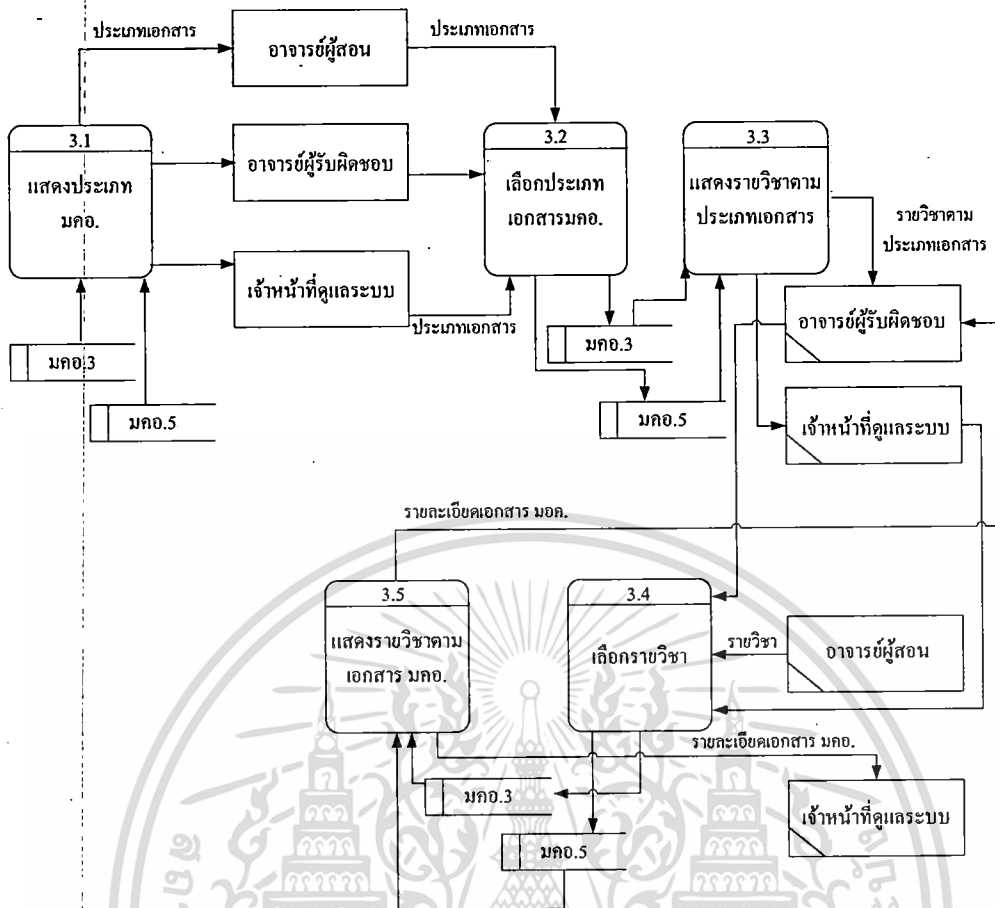 ประเภทเอกสาร
อาจารย์ผู้สอน
ประเภทเอกสาร
3.1
แสดงประเภท
มคอ.
อาจารย์ผู้รับผิดชอบ
3.2
เลือกประเภท
เอกสารมคอ.
3.3
แสดงรายวิชาตาม
ประเภทเอกสาร
รายวิชาตาม
ประเภทเอกสาร
เจ้าหน้าที่ดูแลระบบ
ประเภทเอกสาร
อาจารย์ผู้รับผิดชอบ
มคอ.3
มคอ.3
มคอ.5
มคอ.5
เจ้าหน้าที่ดูแลระบบ
รายละเอียดเอกสาร มอค.
3.5
แสดงรายวิชาตาม
เอกสาร มคอ.
3.4
เลือกรายวิชา
รายวิชา
อาจารย์ผู้สอน
รายละเอียดเอกสาร มคอ.
มคอ.3
เจ้าหน้าที่ดูแลระบบ
มคอ.5